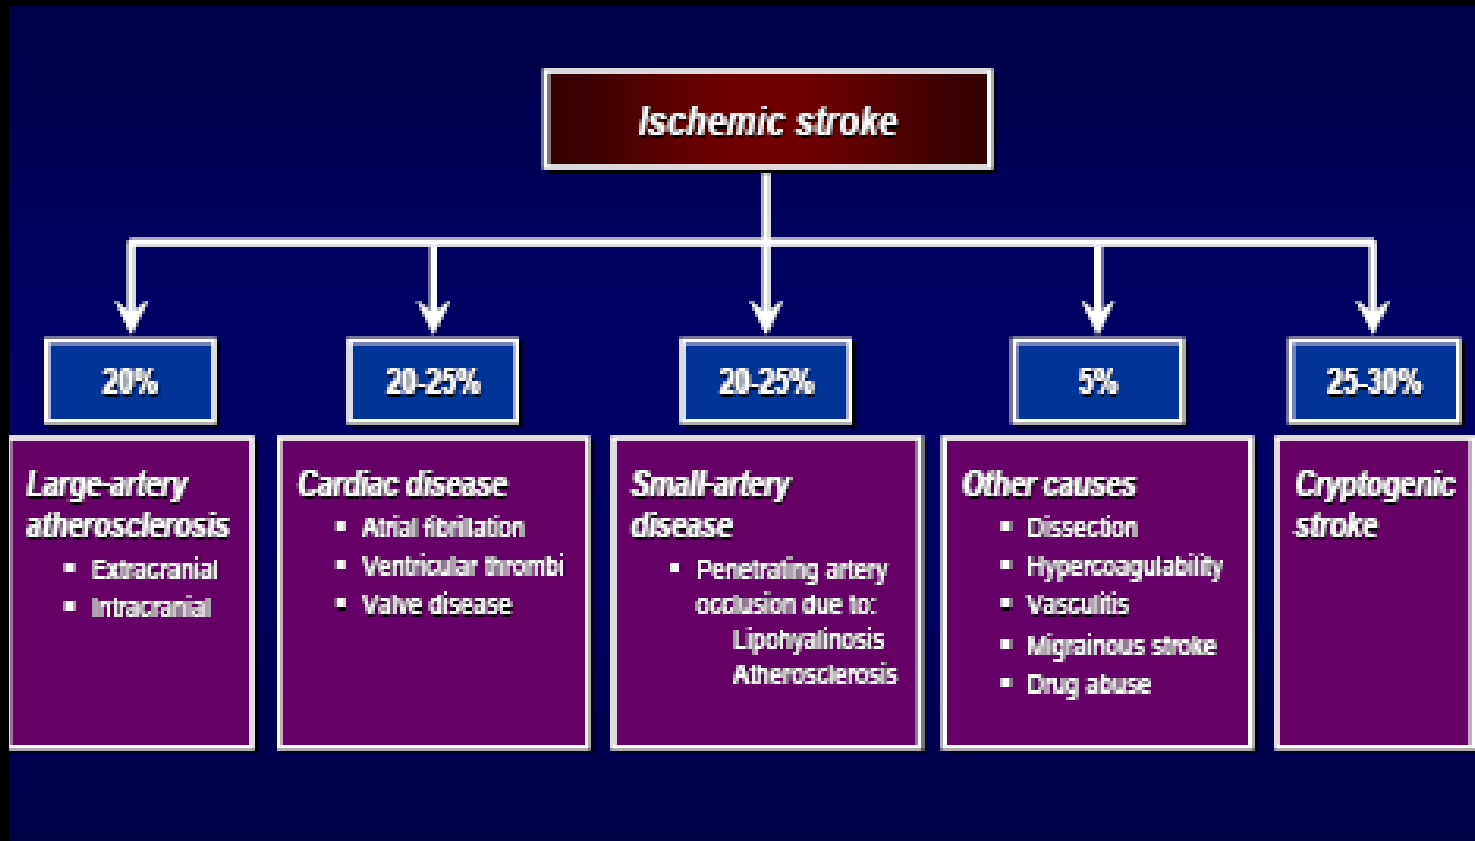 Ischemic stroke
20%
20-25%
20-25%
5%
25-30%
Large-artery
atherosclerosis
▪ Extracranial
▪ Intracranial
Cardiac disease
▪ Atrial fibrillation
▪ Ventricular thrombi
▪ Valve disease
Small-artery
disease
▪ Penetrating artery
occlusion due to:
Lipohyalinosis
Atherosclerosis
Other causes
▪ Dissection
▪ Hypercoagulability
▪ Vasculitis
▪ Migrainous stroke
▪ Drug abuse
Cryptogenic
stroke